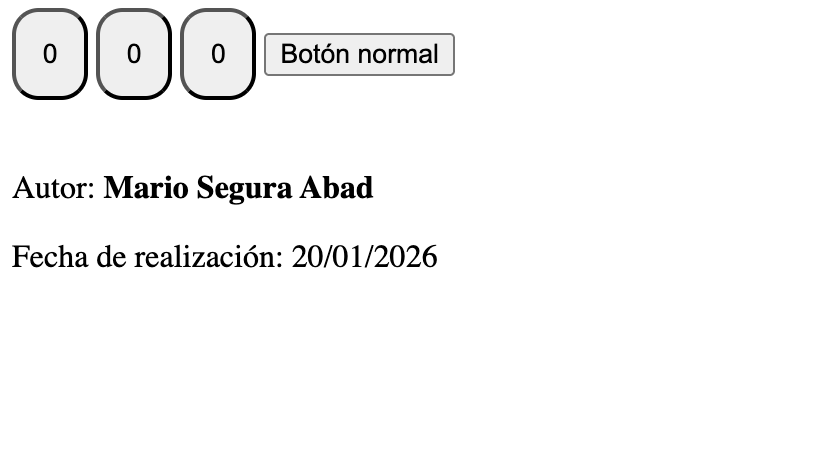 0 0 0 Botón normal
Autor: Mario Segura Abad
Fecha de realización: 20/01/2026